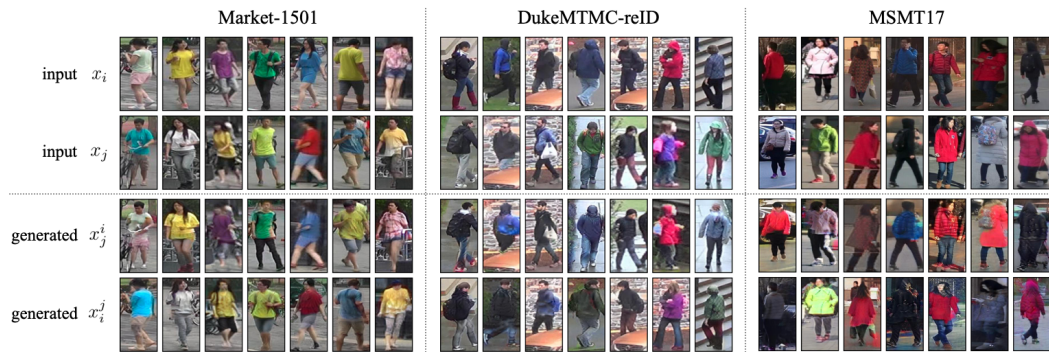 Market-1501 DukeMTMC-reID MSMT17
input x_i
input x_j
generated x_j^i
generated x_i^j